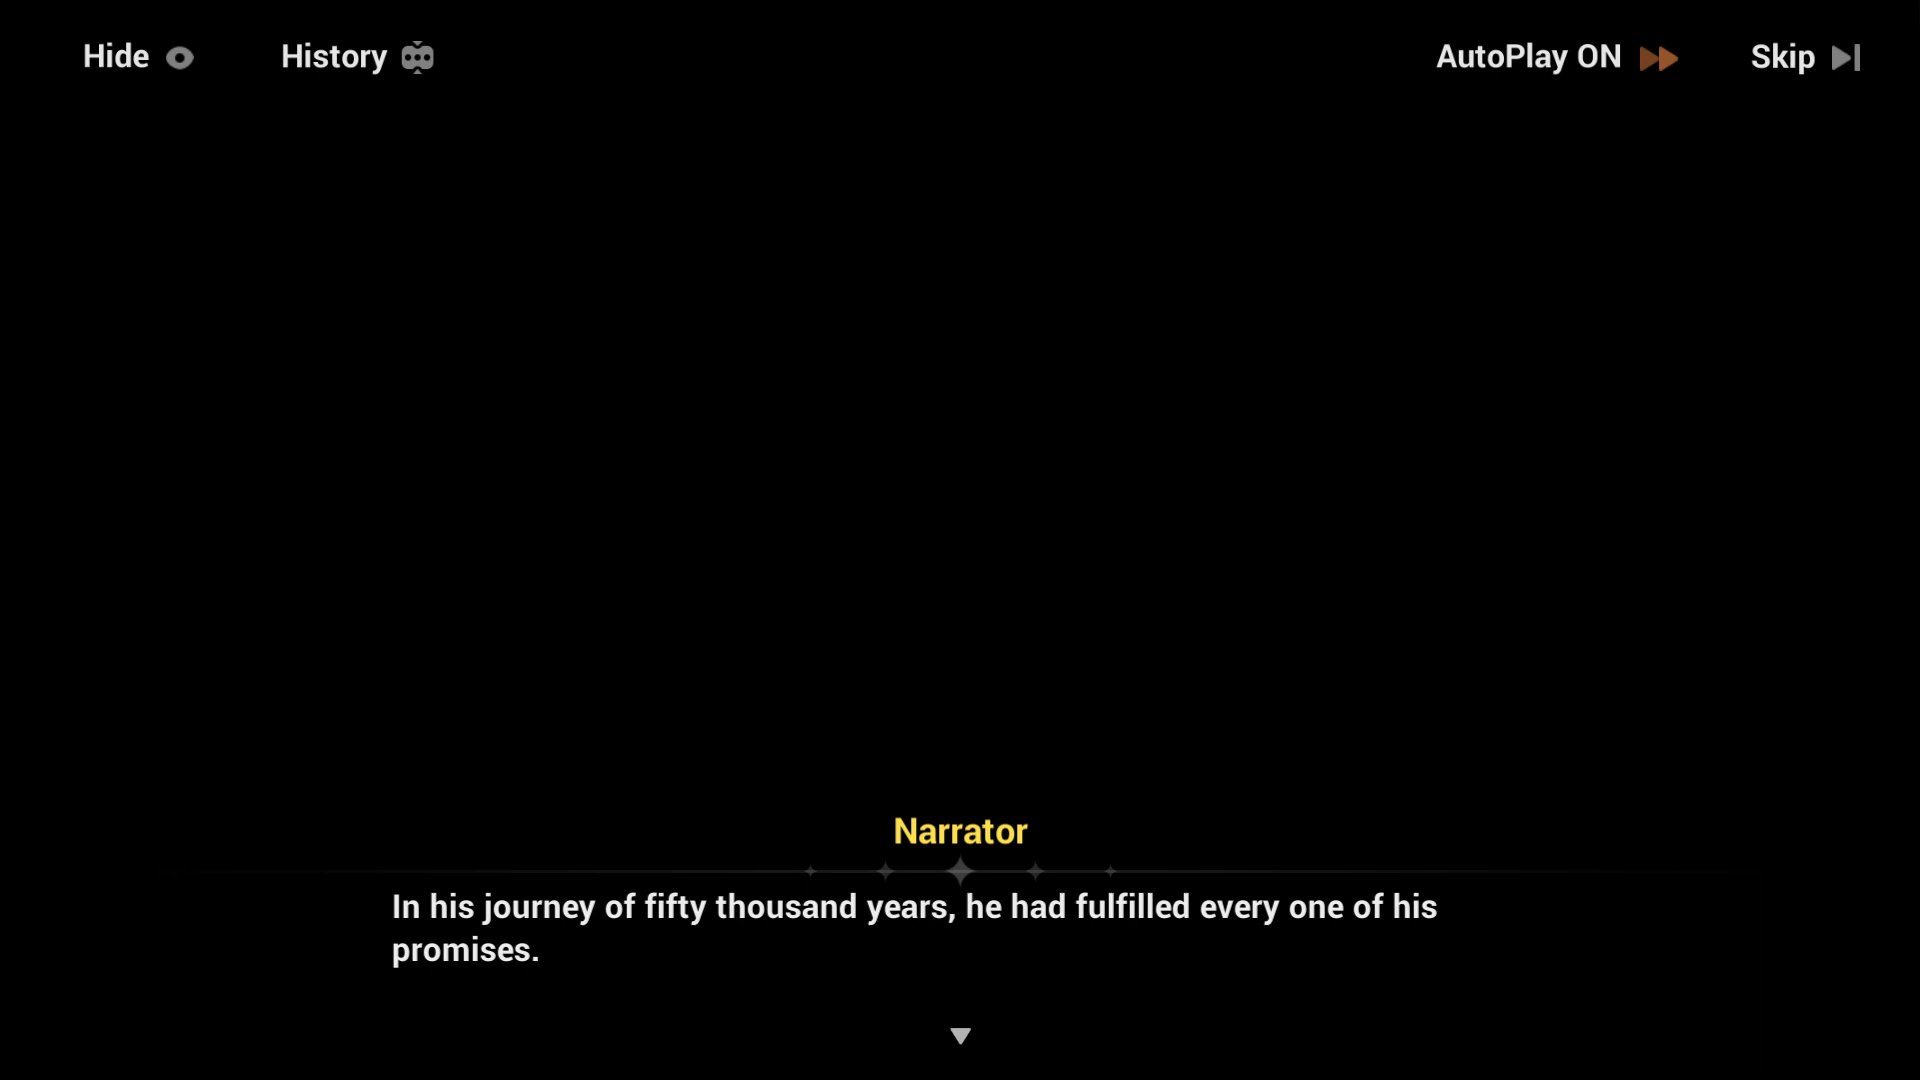 Hide
History
AutoPlay ON
Skip
Narrator
In his journey of fifty thousand years, he had fulfilled every one of his
promises.